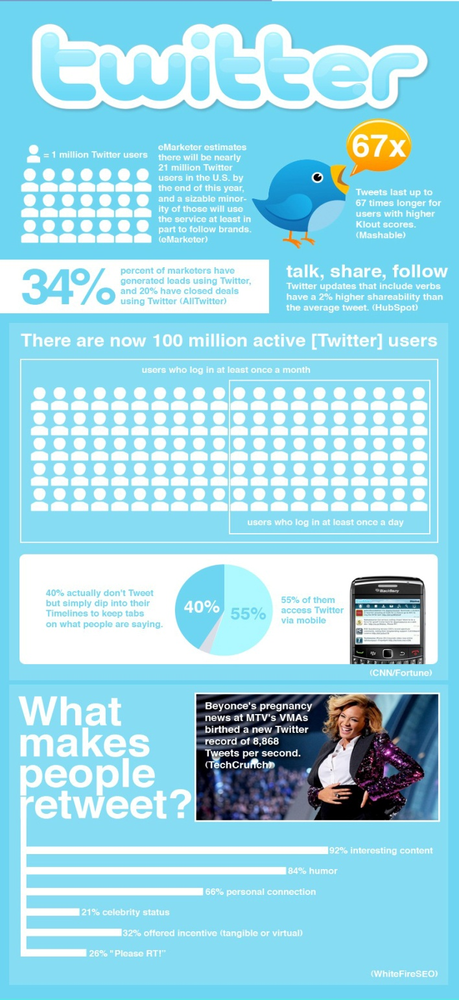 twitter
= 1 million Twitter users
eMarketer estimates
there will be nearly
21 million Twitter
users in the U.S. by
the end of this year,
and a sizable minor-
ity of those will use
the service at least in
part to follow brands.
(eMarketer)
67x
Tweets last up to
67 times longer for
users with higher
Klout scores.
(Mashable)
34%
percent of marketers have
generated leads using Twitter,
and 20% have closed deals
using Twitter (AllTwitter)
talk, share, follow
Twitter updates that include verbs
have a 2% higher shareability than
the average tweet. (HubSpot)
There are now 100 million active [Twitter] users
users who log in at least once a month
users who log in at least once a day
40% actually don't Tweet
but simply dip into their
Timelines to keep tabs
on what people are saying.
40%
55%
55% of them
access Twitter
via mobile
BlackBerry
(CNN/Fortune)
What
makes
people
retweet?
Beyonce's pregnancy
news at MTV's VMAs
birthed a new Twitter
record of 8,868
Tweets per second.
(TechCrunch)
92% interesting content
84% humor
66% personal connection
21% celebrity status
32% offered incentive (tangible or virtual)
26% "Please RT!"
(WhiteFireSEO)